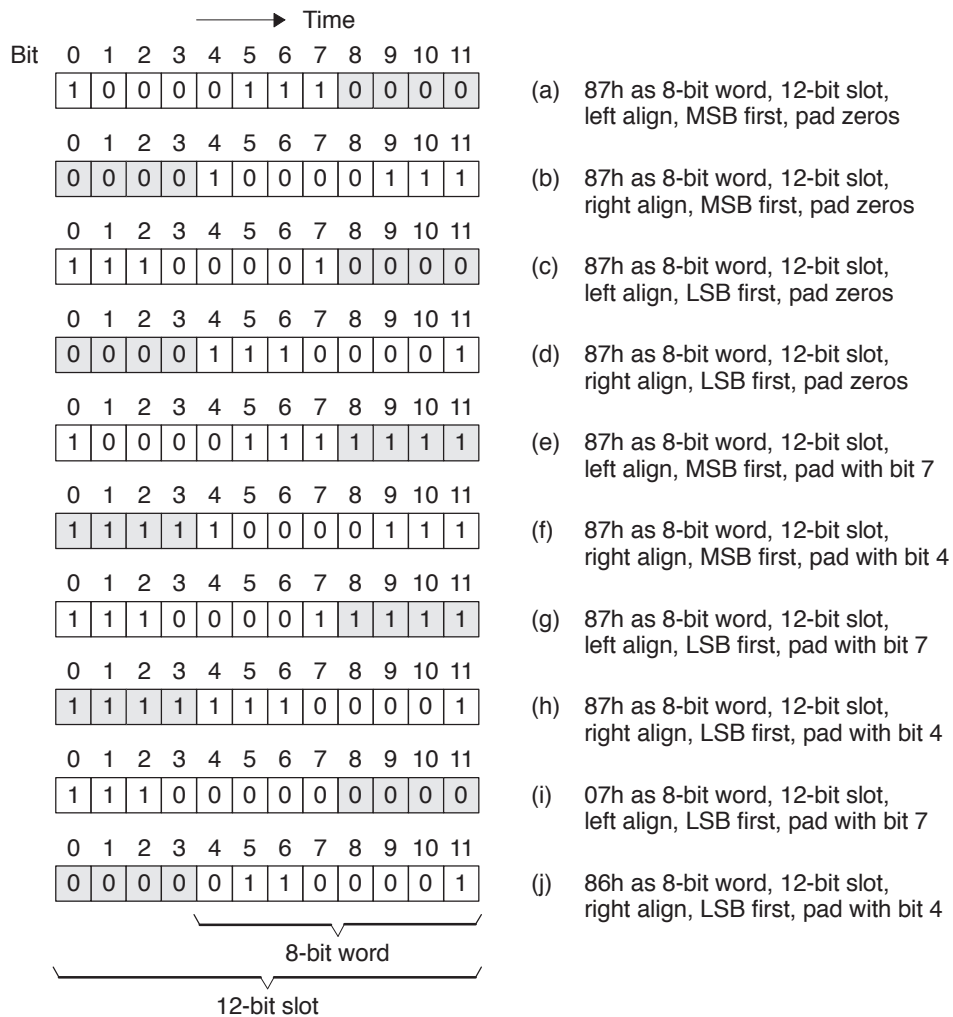 Time
Bit 0 1 2 3 4 5 6 7 8 9 10 11
1 0 0 0 0 1 1 1 0 0 0 0
(a) 87h as 8-bit word, 12-bit slot,
left align, MSB first, pad zeros
0 1 2 3 4 5 6 7 8 9 10 11
0 0 0 0 1 0 0 0 0 1 1 1
(b) 87h as 8-bit word, 12-bit slot,
right align, MSB first, pad zeros
0 1 2 3 4 5 6 7 8 9 10 11
1 1 1 0 0 0 0 1 0 0 0 0
(c) 87h as 8-bit word, 12-bit slot,
left align, LSB first, pad zeros
0 1 2 3 4 5 6 7 8 9 10 11
0 0 0 0 1 1 1 0 0 0 0 1
(d) 87h as 8-bit word, 12-bit slot,
right align, LSB first, pad zeros
0 1 2 3 4 5 6 7 8 9 10 11
1 0 0 0 0 1 1 1 1 1 1 1
(e) 87h as 8-bit word, 12-bit slot,
left align, MSB first, pad with bit 7
0 1 2 3 4 5 6 7 8 9 10 11
1 1 1 1 1 0 0 0 0 1 1 1
(f) 87h as 8-bit word, 12-bit slot,
right align, MSB first, pad with bit 4
0 1 2 3 4 5 6 7 8 9 10 11
1 1 1 0 0 0 0 1 1 1 1 1
(g) 87h as 8-bit word, 12-bit slot,
left align, LSB first, pad with bit 7
0 1 2 3 4 5 6 7 8 9 10 11
1 1 1 1 1 1 1 0 0 0 0 1
(h) 87h as 8-bit word, 12-bit slot,
right align, LSB first, pad with bit 4
0 1 2 3 4 5 6 7 8 9 10 11
1 1 1 0 0 0 0 0 0 0 0 0
(i) 07h as 8-bit word, 12-bit slot,
left align, LSB first, pad with bit 7
0 1 2 3 4 5 6 7 8 9 10 11
0 0 0 0 0 1 1 0 0 0 0 1
(j) 86h as 8-bit word, 12-bit slot,
right align, LSB first, pad with bit 4
8-bit word
12-bit slot